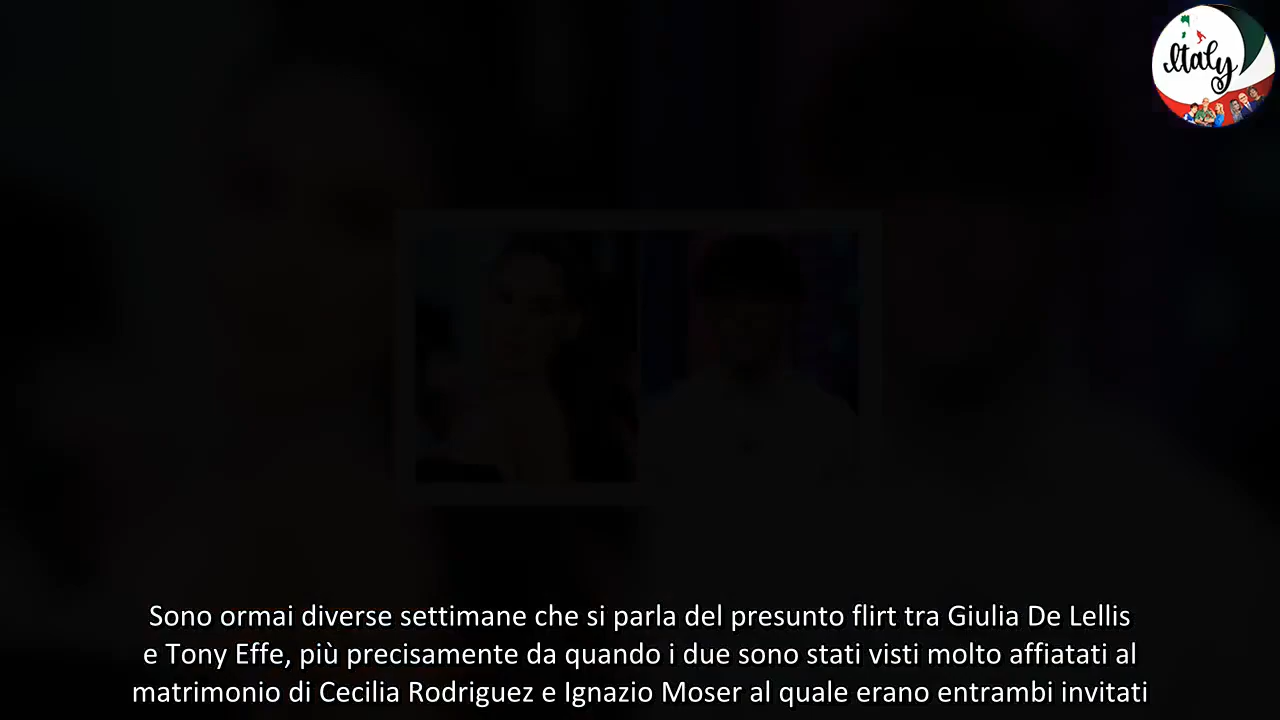 Italy
Sono ormai diverse settimane che si parla del presunto flirt tra Giulia De Lellis
e Tony Effe, più precisamente da quando i due sono stati visti molto affiatati al
matrimonio di Cecilia Rodriguez e Ignazio Moser al quale erano entrambi invitati